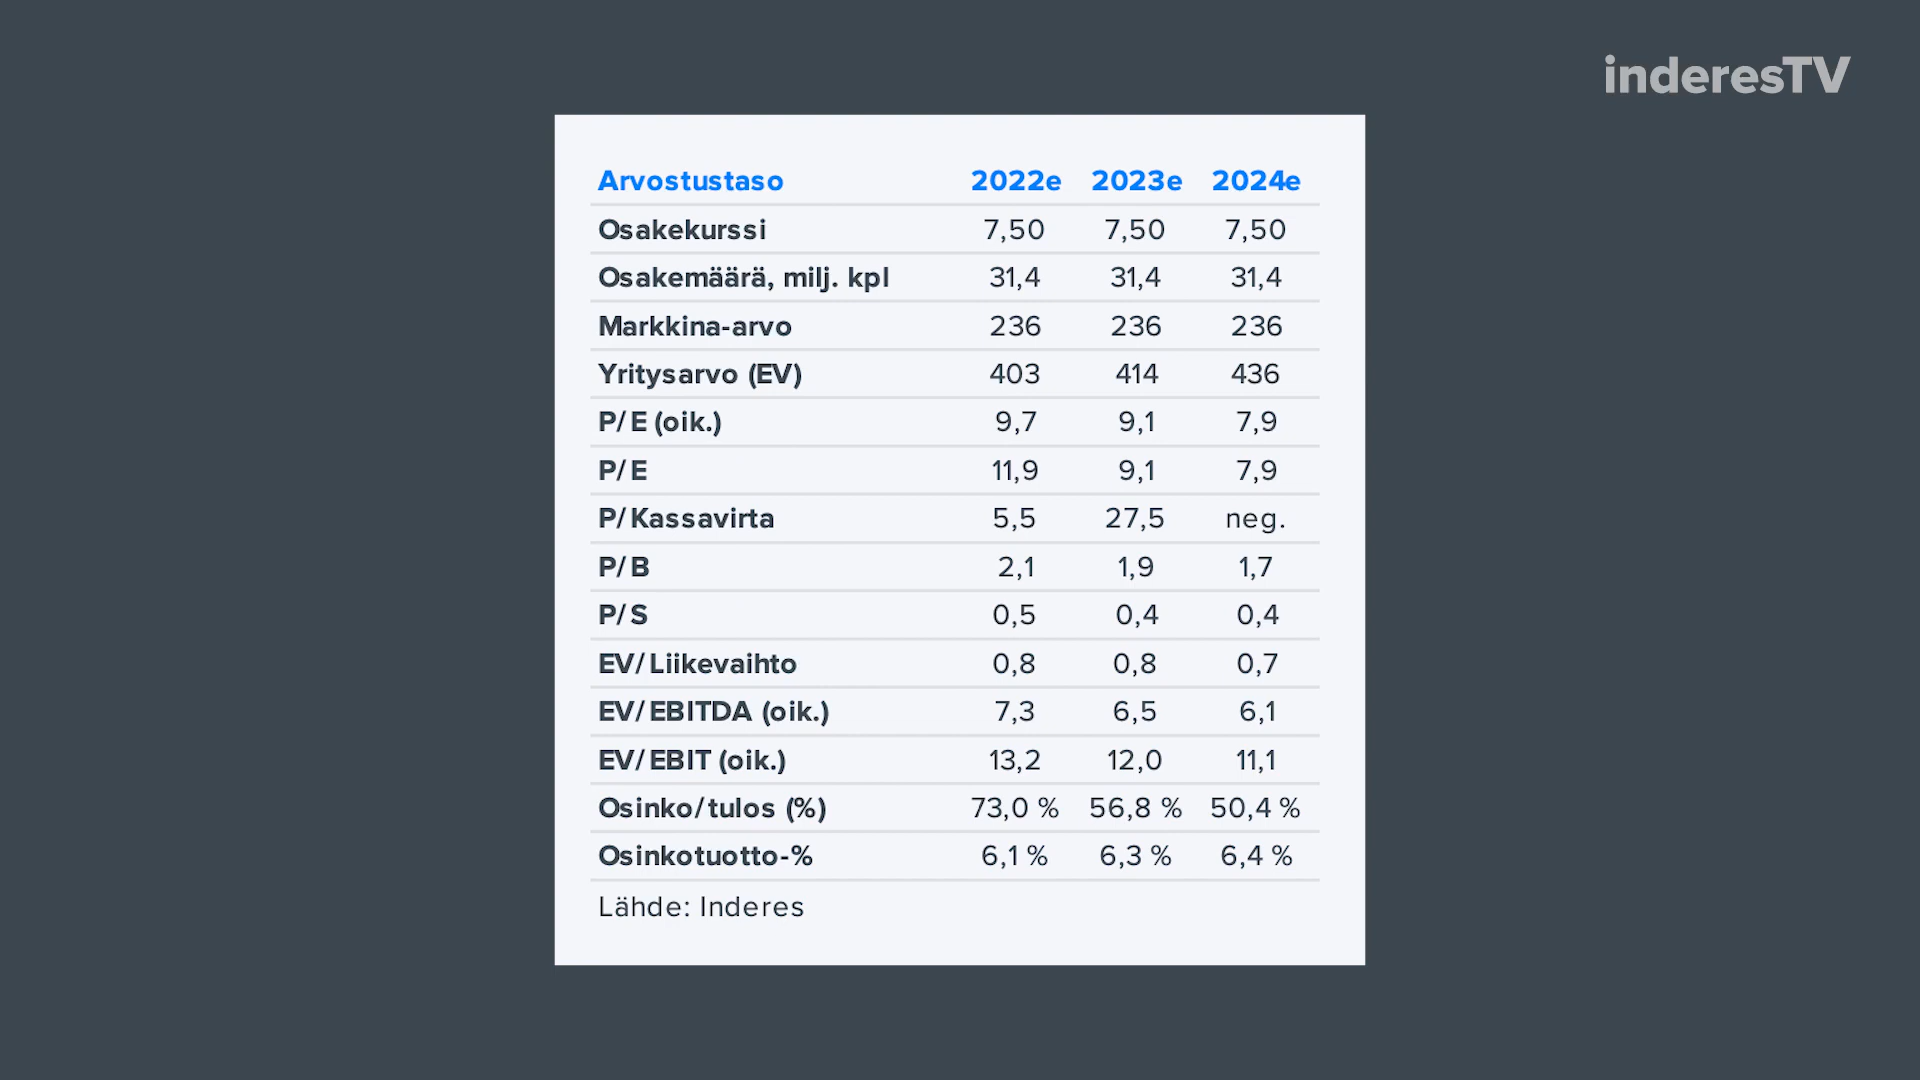 inderesTV
Arvostustaso 2022e 2023e 2024e
Osakekurssi 7,50 7,50 7,50
Osakemäärä, milj. kpl 31,4 31,4 31,4
Markkina-arvo 236 236 236
Yritysarvo (EV) 403 414 436
P/E (oik.) 9,7 9,1 7,9
P/E 11,9 9,1 7,9
P/Kassavirta 5,5 27,5 neg.
P/B 2,1 1,9 1,7
P/S 0,5 0,4 0,4
EV/Liikevaihto 0,8 0,8 0,7
EV/EBITDA (oik.) 7,3 6,5 6,1
EV/EBIT (oik.) 13,2 12,0 11,1
Osinko/tulos (%) 73,0 % 56,8 % 50,4 %
Osinkotuotto-% 6,1 % 6,3 % 6,4 %
Lähde: Inderes